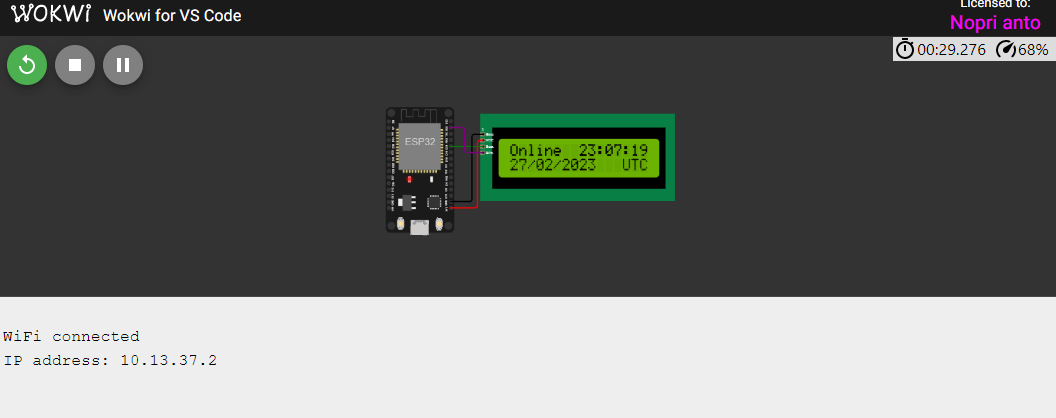 WOKWi Wokwi for VS Code
Licensed to:
Nopri anto
00:29.276 68%
ESP32
Online 23:07:19
27/02/2023 UTC
WiFi connected
IP address: 10.13.37.2